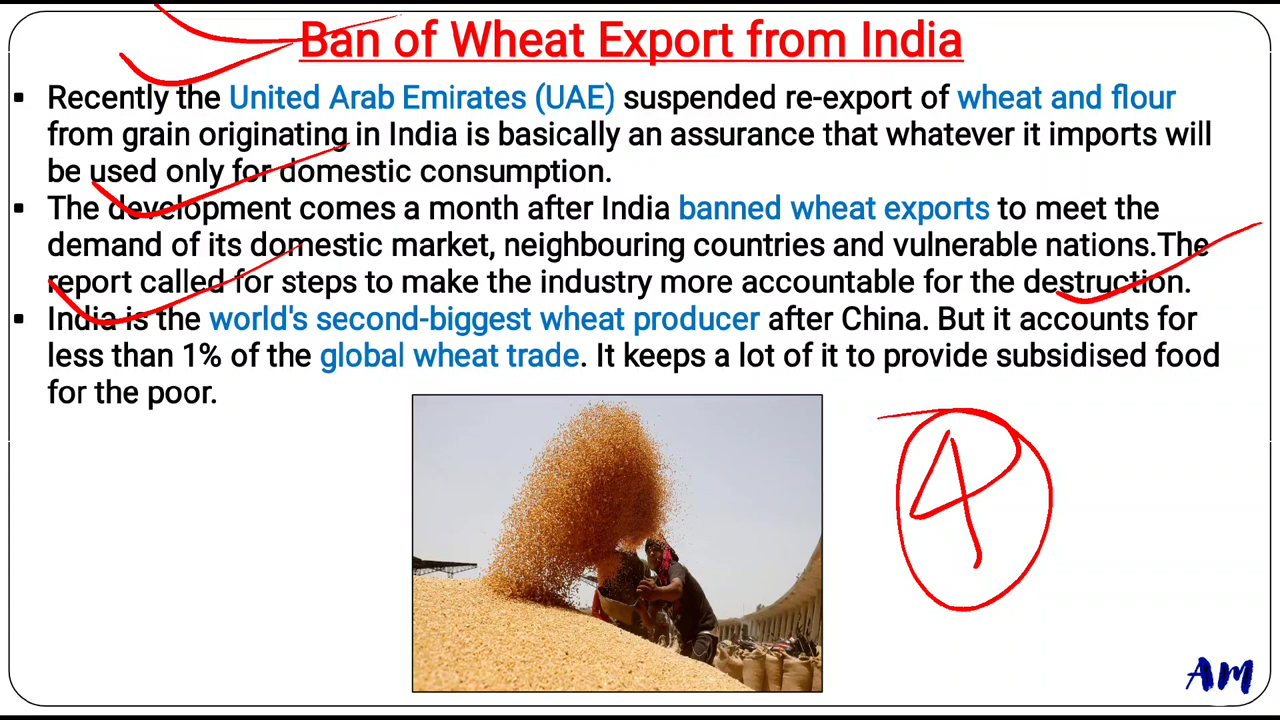 Ban of Wheat Export from India
▪ Recently the United Arab Emirates (UAE) suspended re-export of wheat and flour
from grain originating in India is basically an assurance that whatever it imports will
be used only for domestic consumption.
▪ The development comes a month after India banned wheat exports to meet the
demand of its domestic market, neighbouring countries and vulnerable nations.The
report called for steps to make the industry more accountable for the destruction.
▪ India is the world's second-biggest wheat producer after China. But it accounts for
less than 1% of the global wheat trade. It keeps a lot of it to provide subsidised food
for the poor.
4
AM